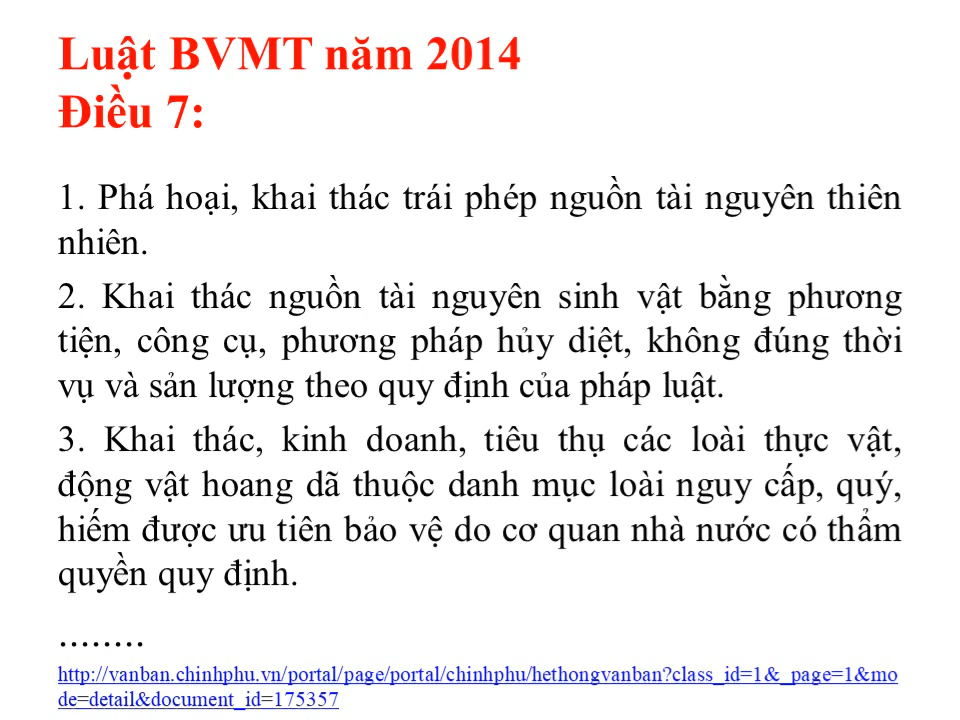 Luật BVMT năm 2014
Điều 7:
1. Phá hoại, khai thác trái phép nguồn tài nguyên thiên
nhiên.
2. Khai thác nguồn tài nguyên sinh vật bằng phương
tiện, công cụ, phương pháp hủy diệt, không đúng thời
vụ và sản lượng theo quy định của pháp luật.
3. Khai thác, kinh doanh, tiêu thụ các loài thực vật,
động vật hoang dã thuộc danh mục loài nguy cấp, quý,
hiếm được ưu tiên bảo vệ do cơ quan nhà nước có thẩm
quyền quy định.
........
http://vanban.chinhphu.vn/portal/page/portal/chinhphu/hethongvanban?class_id=1&_page=1&mo
de=detail&document_id=175357